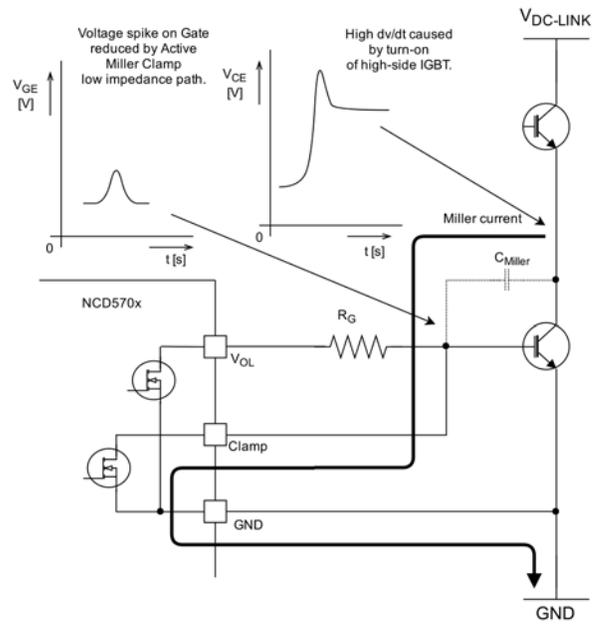 Voltage spike on Gate
reduced by Active
Miller Clamp
low impedance path.
High dv/dt caused
by turn-on
of high-side IGBT.
VDC-LINK
VGE
[V]
VCE
[V]
0
t [s]
0
t [s]
Miller current
CMiller
NCD570x
RG
VOL
Clamp
GND
GND